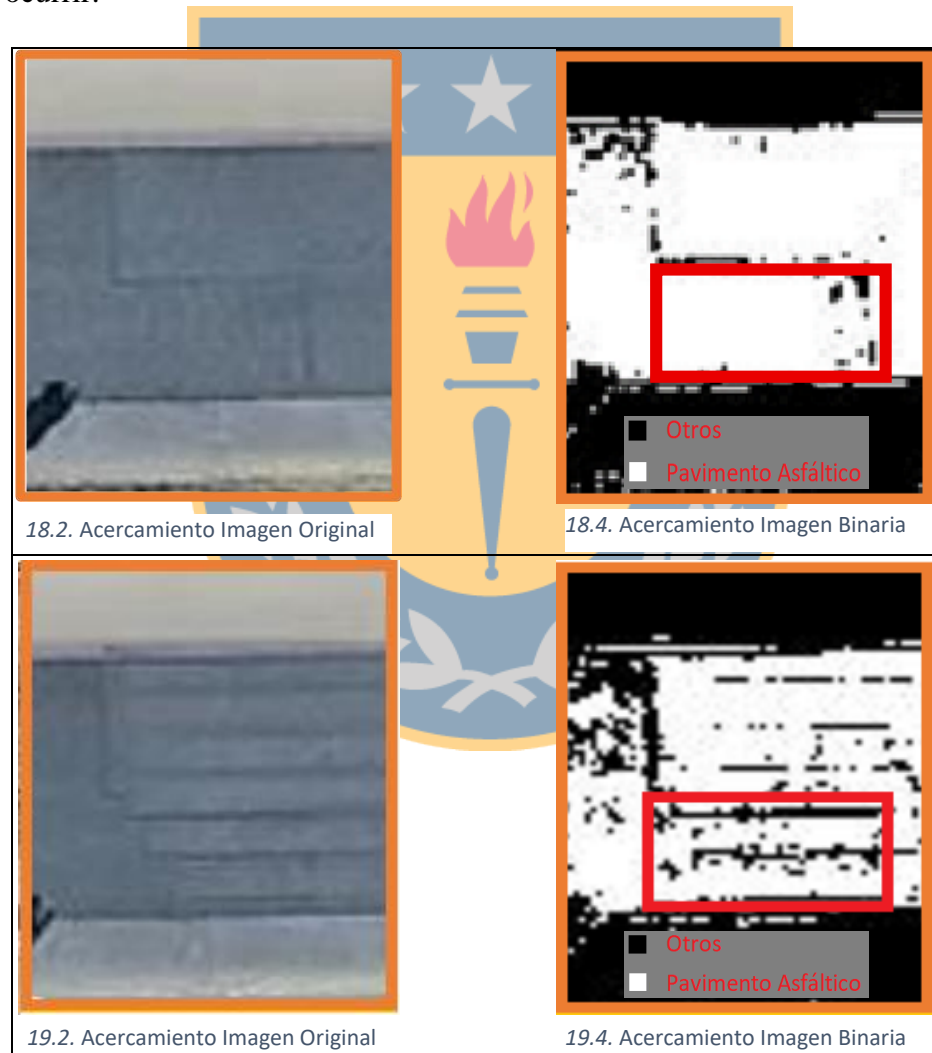 ocurrir.
Otros
Pavimento Asfáltico
18.2. Acercamiento Imagen Original
18.4. Acercamiento Imagen Binaria
Otros
Pavimento Asfáltico
19.2. Acercamiento Imagen Original
19.4. Acercamiento Imagen Binaria